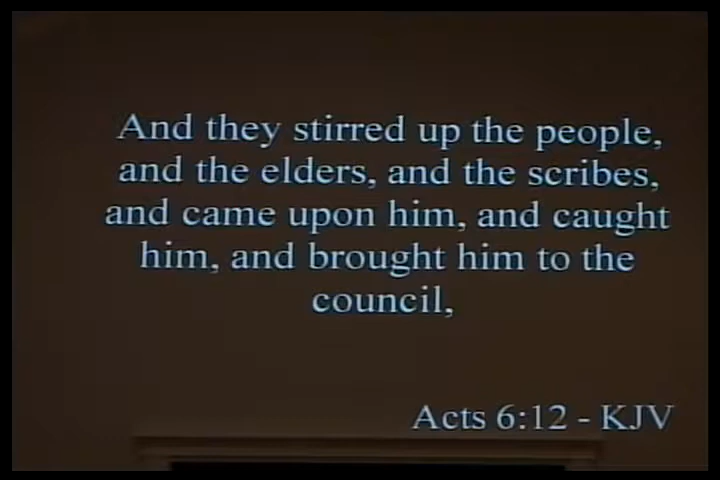 And they stirred up the people,
and the elders, and the scribes,
and came upon him, and caught
him, and brought him to the
council,
Acts 6:12 - KJV